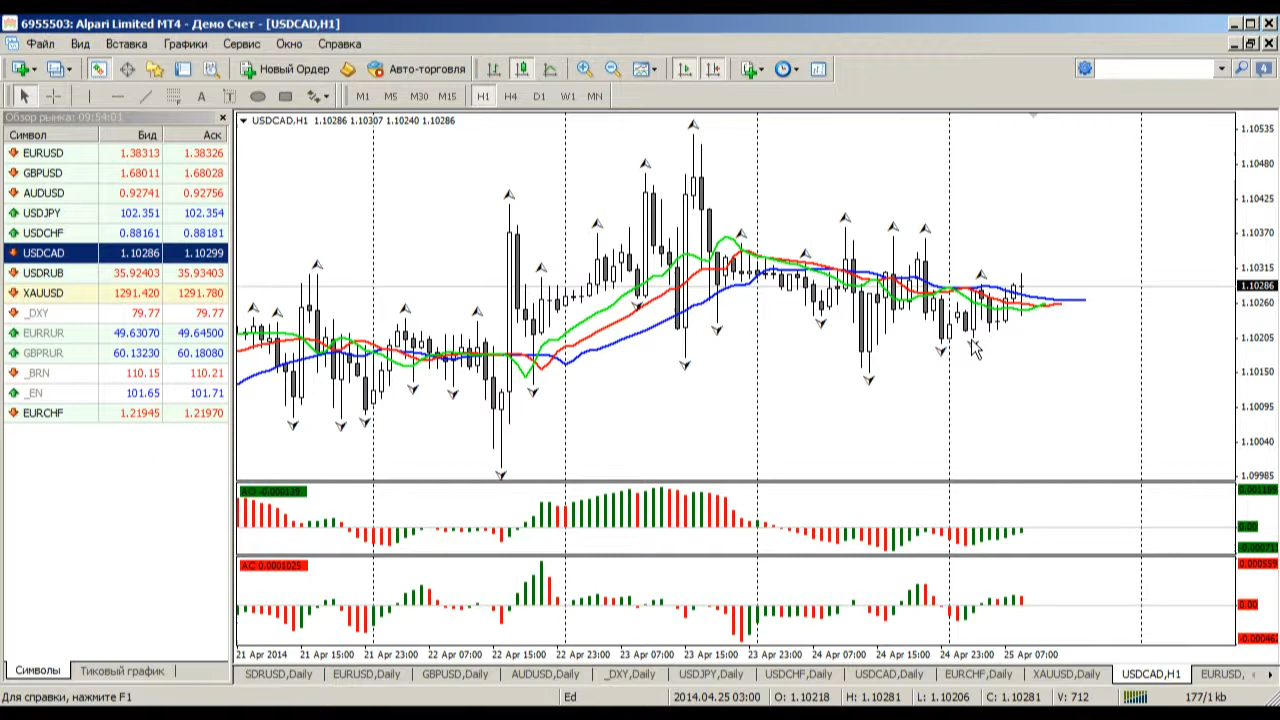 6955503: Alpari Limited MT4 - Демо Счет - [USDCAD,H1]
Файл Вид Вставка Графики Сервис Окно Справка
Новый Ордер Авто-торговля
A T M1 M5 M30 M15 H1 H4 D1 W1 MN
Обзор рынка: 09:54:01
Символ Бид Аск
EURUSD 1.38313 1.38326
GBPUSD 1.68011 1.68028
AUDUSD 0.92741 0.92756
USDJPY 102.351 102.354
USDCHF 0.88161 0.88181
USDCAD 1.10286 1.10299
USDRUB 35.92403 35.93403
XAUUSD 1291.420 1291.780
_DXY 79.77 79.77
EURRUR 49.63070 49.64500
GBPRUR 60.13230 60.18080
_BRN 110.15 110.21
_EN 101.65 101.71
EURCHF 1.21945 1.21970
Символы Тиковый график
USDCAD,H1 1.10286 1.10307 1.10240 1.10286
1.10535
1.10480
1.10425
1.10370
1.10315
1.10286
1.10260
1.10205
1.10150
1.10095
1.10040
1.09985
AO -0.000139
0.00
AC 0.0001025
0.00
21 Apr 2014 21 Apr 15:00 21 Apr 23:00 22 Apr 07:00 22 Apr 15:00 22 Apr 23:00 23 Apr 07:00 23 Apr 15:00 23 Apr 23:00 24 Apr 07:00 24 Apr 15:00 24 Apr 23:00 25 Apr 07:00
SDRUSD,Daily EURUSD,Daily GBPUSD,Daily AUDUSD,Daily _DXY,Daily USDJPY,Daily USDCHF,Daily USDCAD,Daily EURCHF,Daily XAUUSD,Daily USDCAD,H1 EURUSD,
Для справки, нажмите F1 Ed 2014.04.25 03:00 O: 1.10218 H: 1.10281 L: 1.10206 C: 1.10281 V: 712 177/1 kb